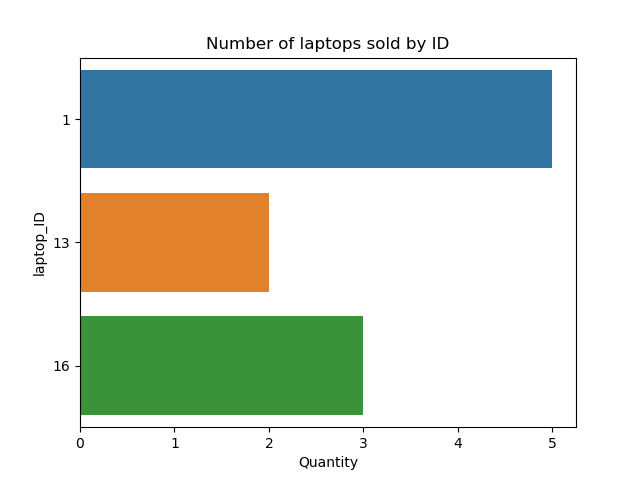 Number of laptops sold by ID
laptop_ID
1
13
16
0 1 2 3 4 5
Quantity